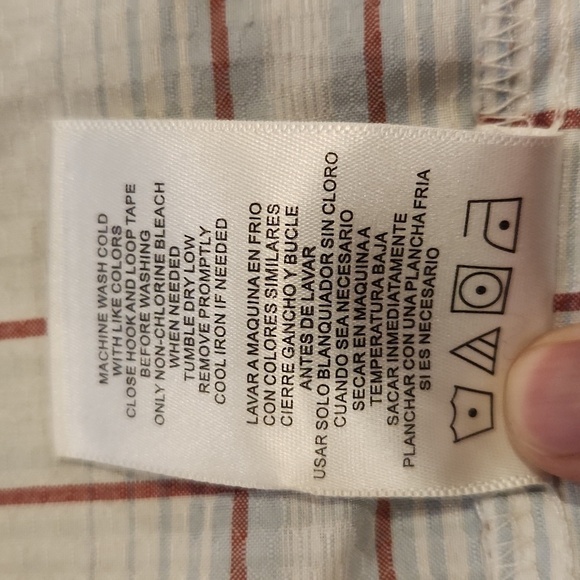 MACHINE WASH COLD
WITH LIKE COLORS
CLOSE HOOK AND LOOP TAPE
BEFORE WASHING
ONLY NON-CHLORINE BLEACH
WHEN NEEDED
TUMBLE DRY LOW
REMOVE PROMPTLY
COOL IRON IF NEEDED
LAVAR A MAQUINA EN FRIO
CON COLORES SIMILARES
CIERRE GANCHO Y BUCLE
ANTES DE LAVAR
USAR SOLO BLANQUIADOR SIN CLORO
CUANDO SEA NECESARIO
SECAR EN MAQUINA A
TEMPERATURA BAJA
SACAR INMEDIATAMENTE
PLANCHAR CON UNA PLANCHA FRIA
SI ES NECESARIO